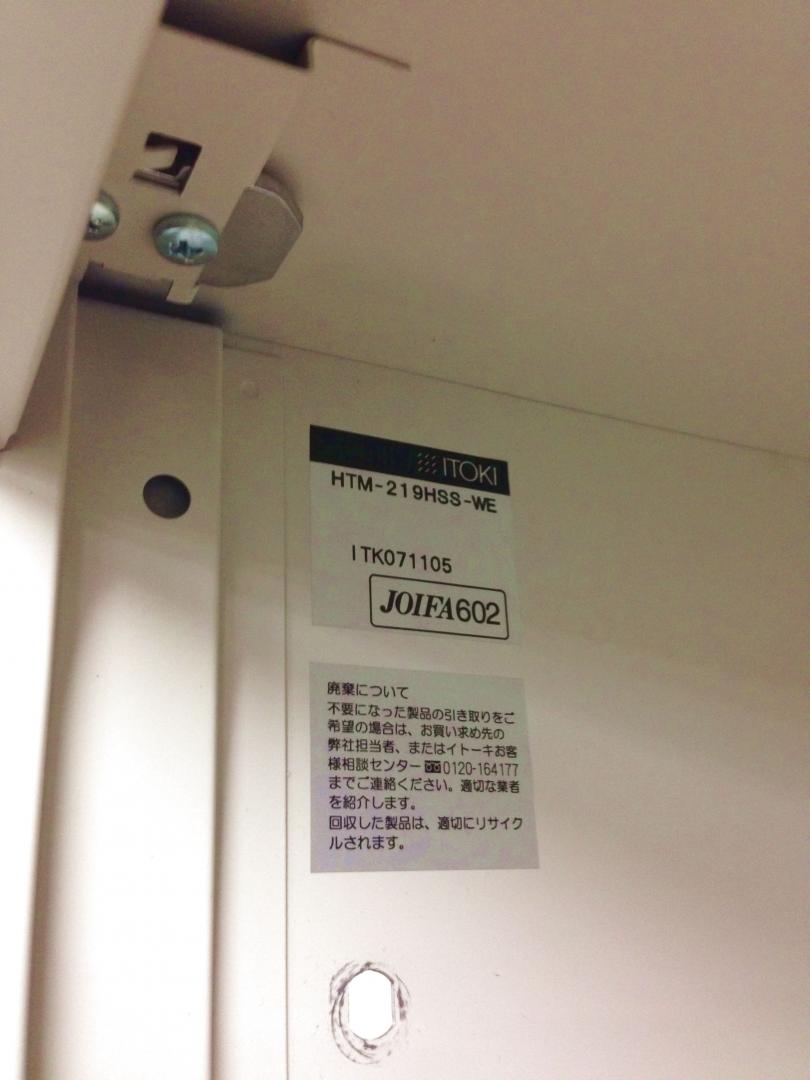 ITOKI
HTM-219HSS-WE
ITK071105
JOIFA602
廃棄について
不要になった製品の引き取りをご
希望の場合は、お買い求め先の
弊社担当者、またはイトーキお客
様相談センター 0120-164177
までご連絡ください。適切な業者
を紹介します。
回収した製品は、適切にリサイク
ルされます。